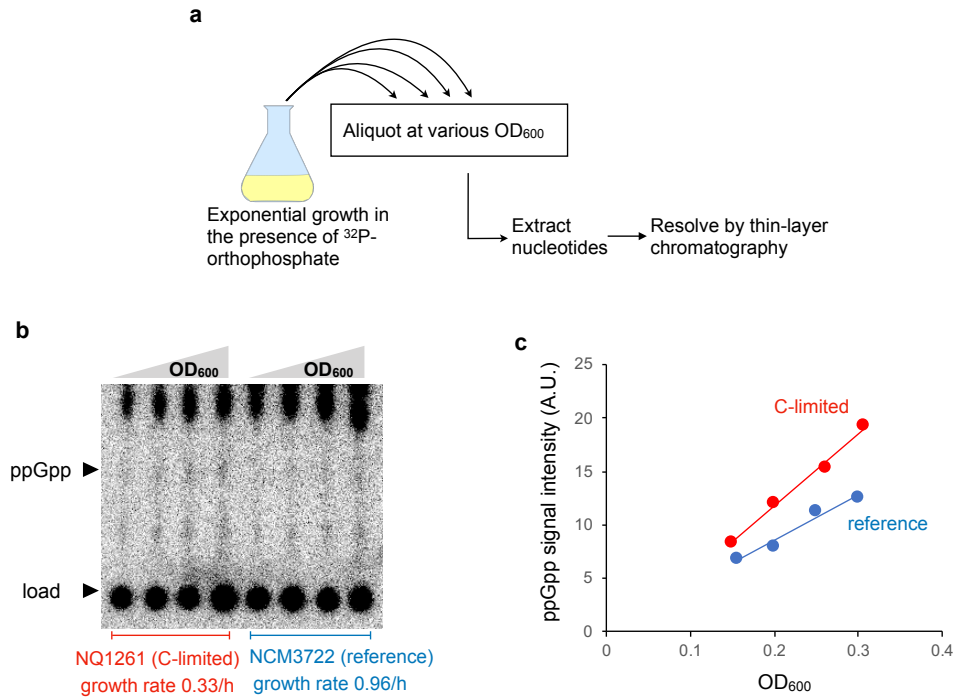 a
Aliquot at various OD₆₀₀
Exponential growth in
the presence of ³²P-
orthophosphate
Extract
nucleotides
Resolve by thin-layer
chromatography
b
OD₆₀₀
OD₆₀₀
ppGpp
load
NQ1261 (C-limited)
growth rate 0.33/h
NCM3722 (reference)
growth rate 0.96/h
c
ppGpp signal intensity (A.U.)
25
20
15
10
5
0
C-limited
reference
0
0.1
0.2
0.3
0.4
OD₆₀₀